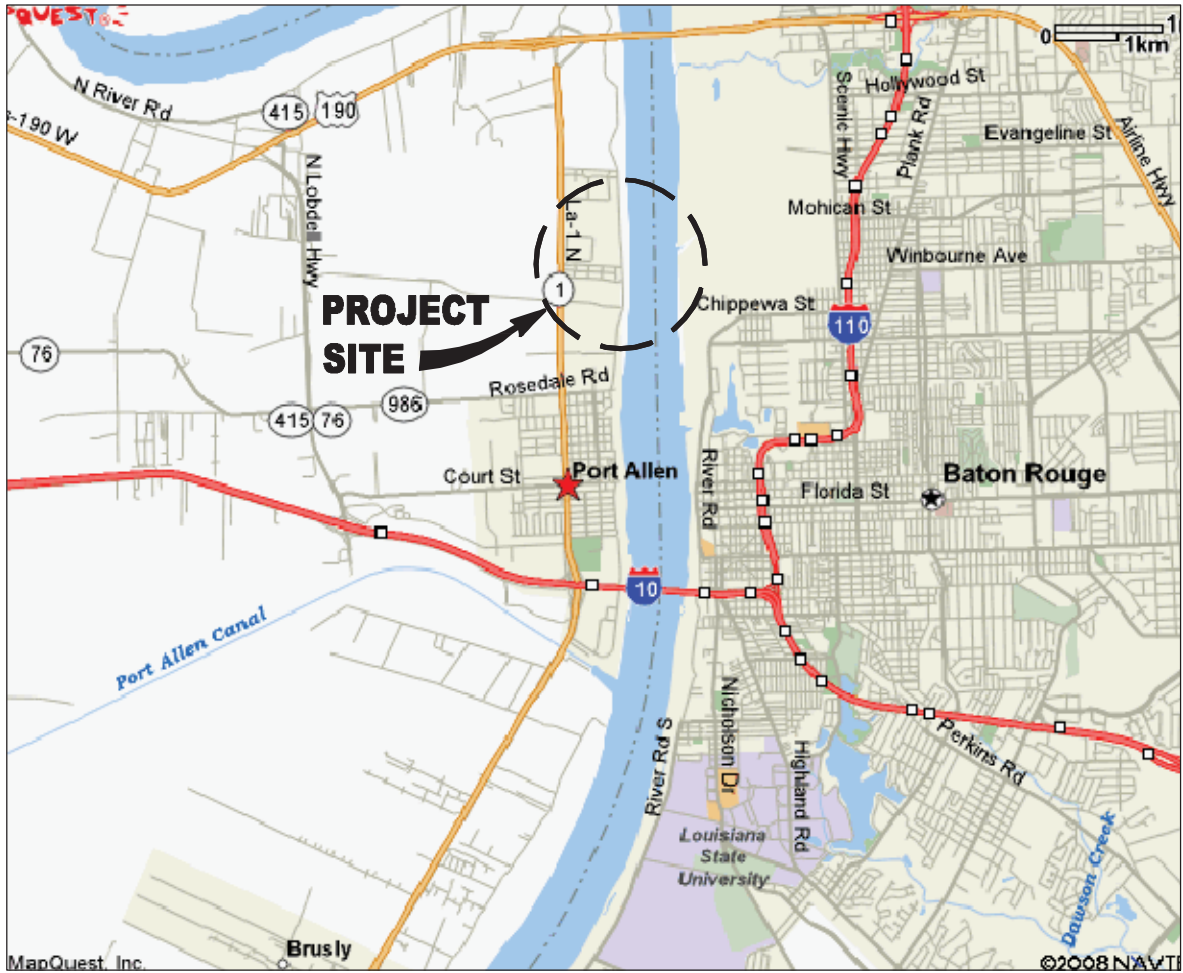 QUEST
0
1
1km
N River Rd
415
190
s-190 W
N Lobdell Hwy
Scenic Hwy
Hollywood St
Plank Rd
Evangeline St
Airline Hwy
La-1 N
Mohican St
Winbourne Ave
1
PROJECT
SITE
Chippewa St
110
76
Rosedale Rd
986
415
76
Court St
Port Allen
River Rd
Florida St
Baton Rouge
10
Port Allen Canal
River Rd S
Nicholson Dr
Highland Rd
Perkins Rd
Louisiana
State
University
Dawson Creek
Brusly
MapQuest, Inc.
©2008 NAVTE